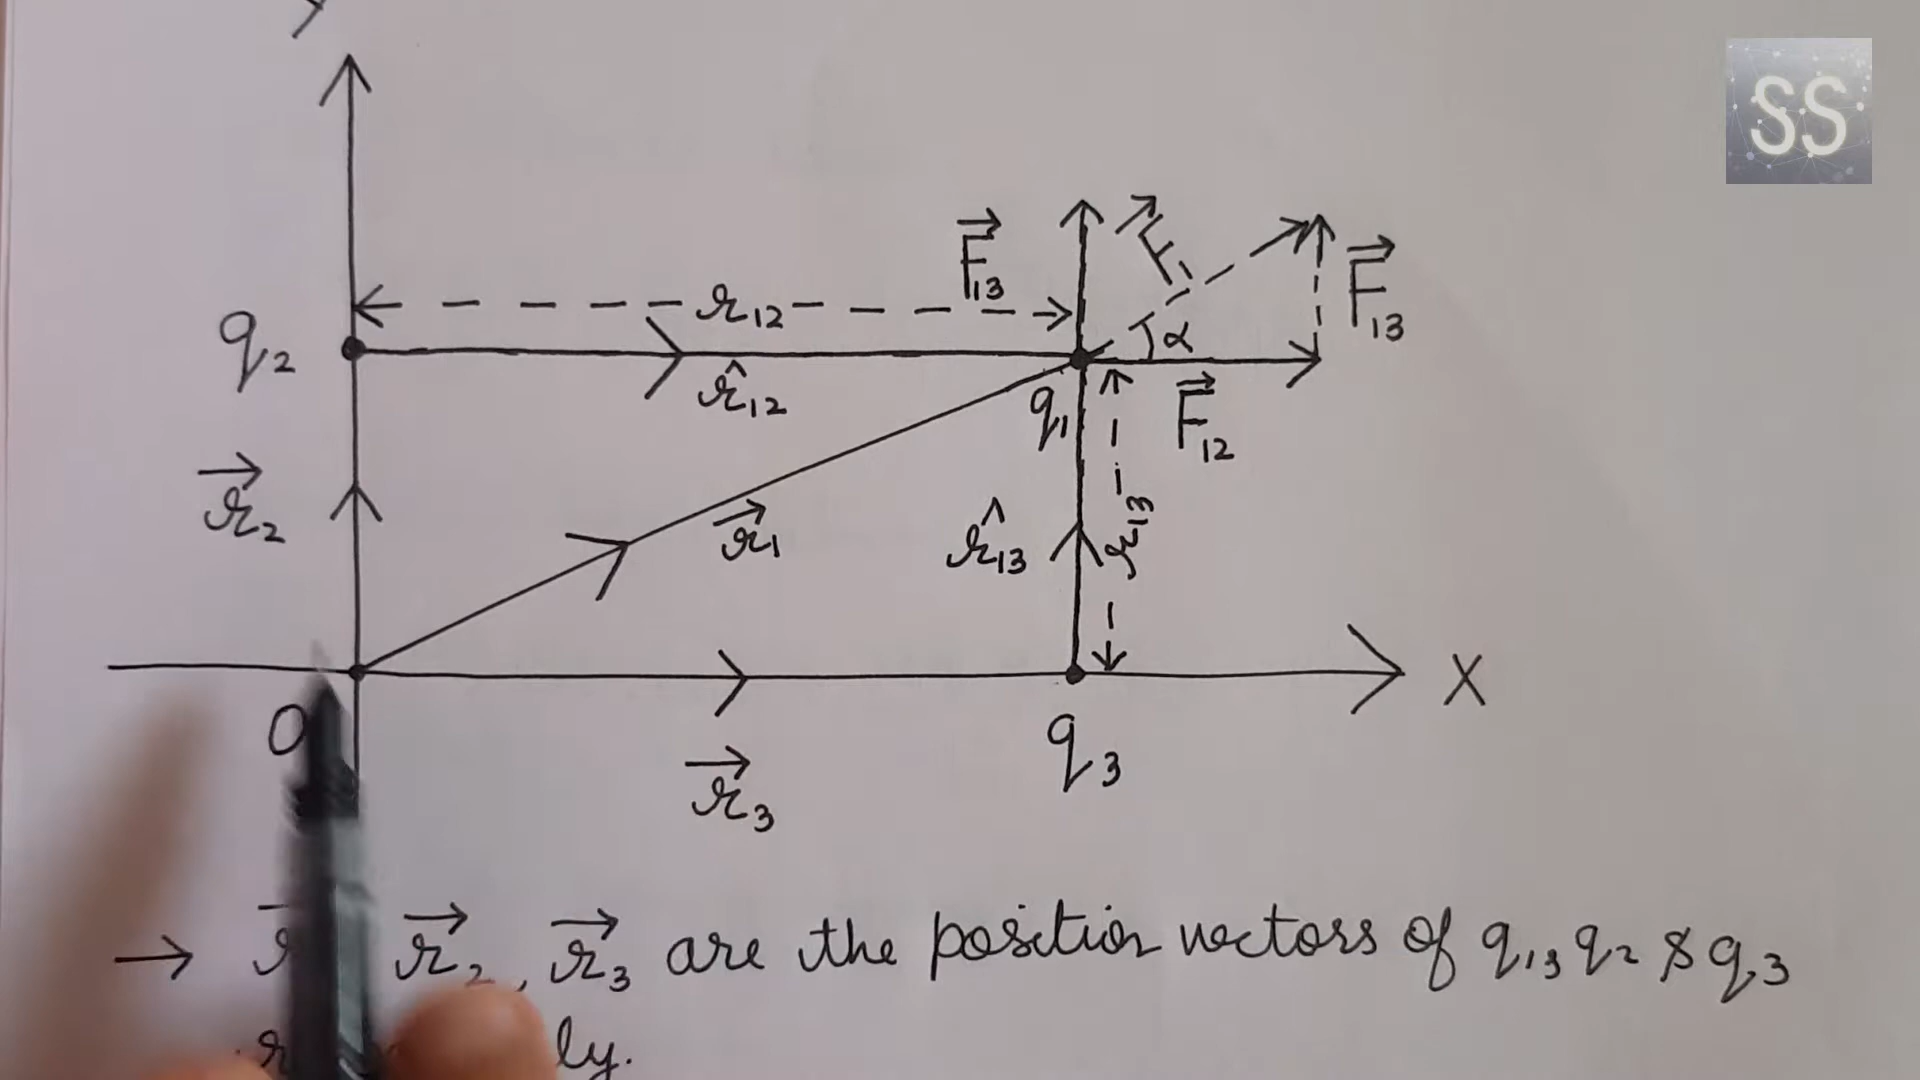 Y
SS
F⃗₁₃
F⃗₁
F⃗₁₃
r₁₂
q₂
α
r̂₁₂
q₁
F⃗₁₂
r⃗₂
r⃗₁
r̂₁₃
r₁₃
X
O
q₃
r⃗₃
→ r⃗₂, r⃗₃ are the position vectors of q₁, q₂ & q₃
ly.